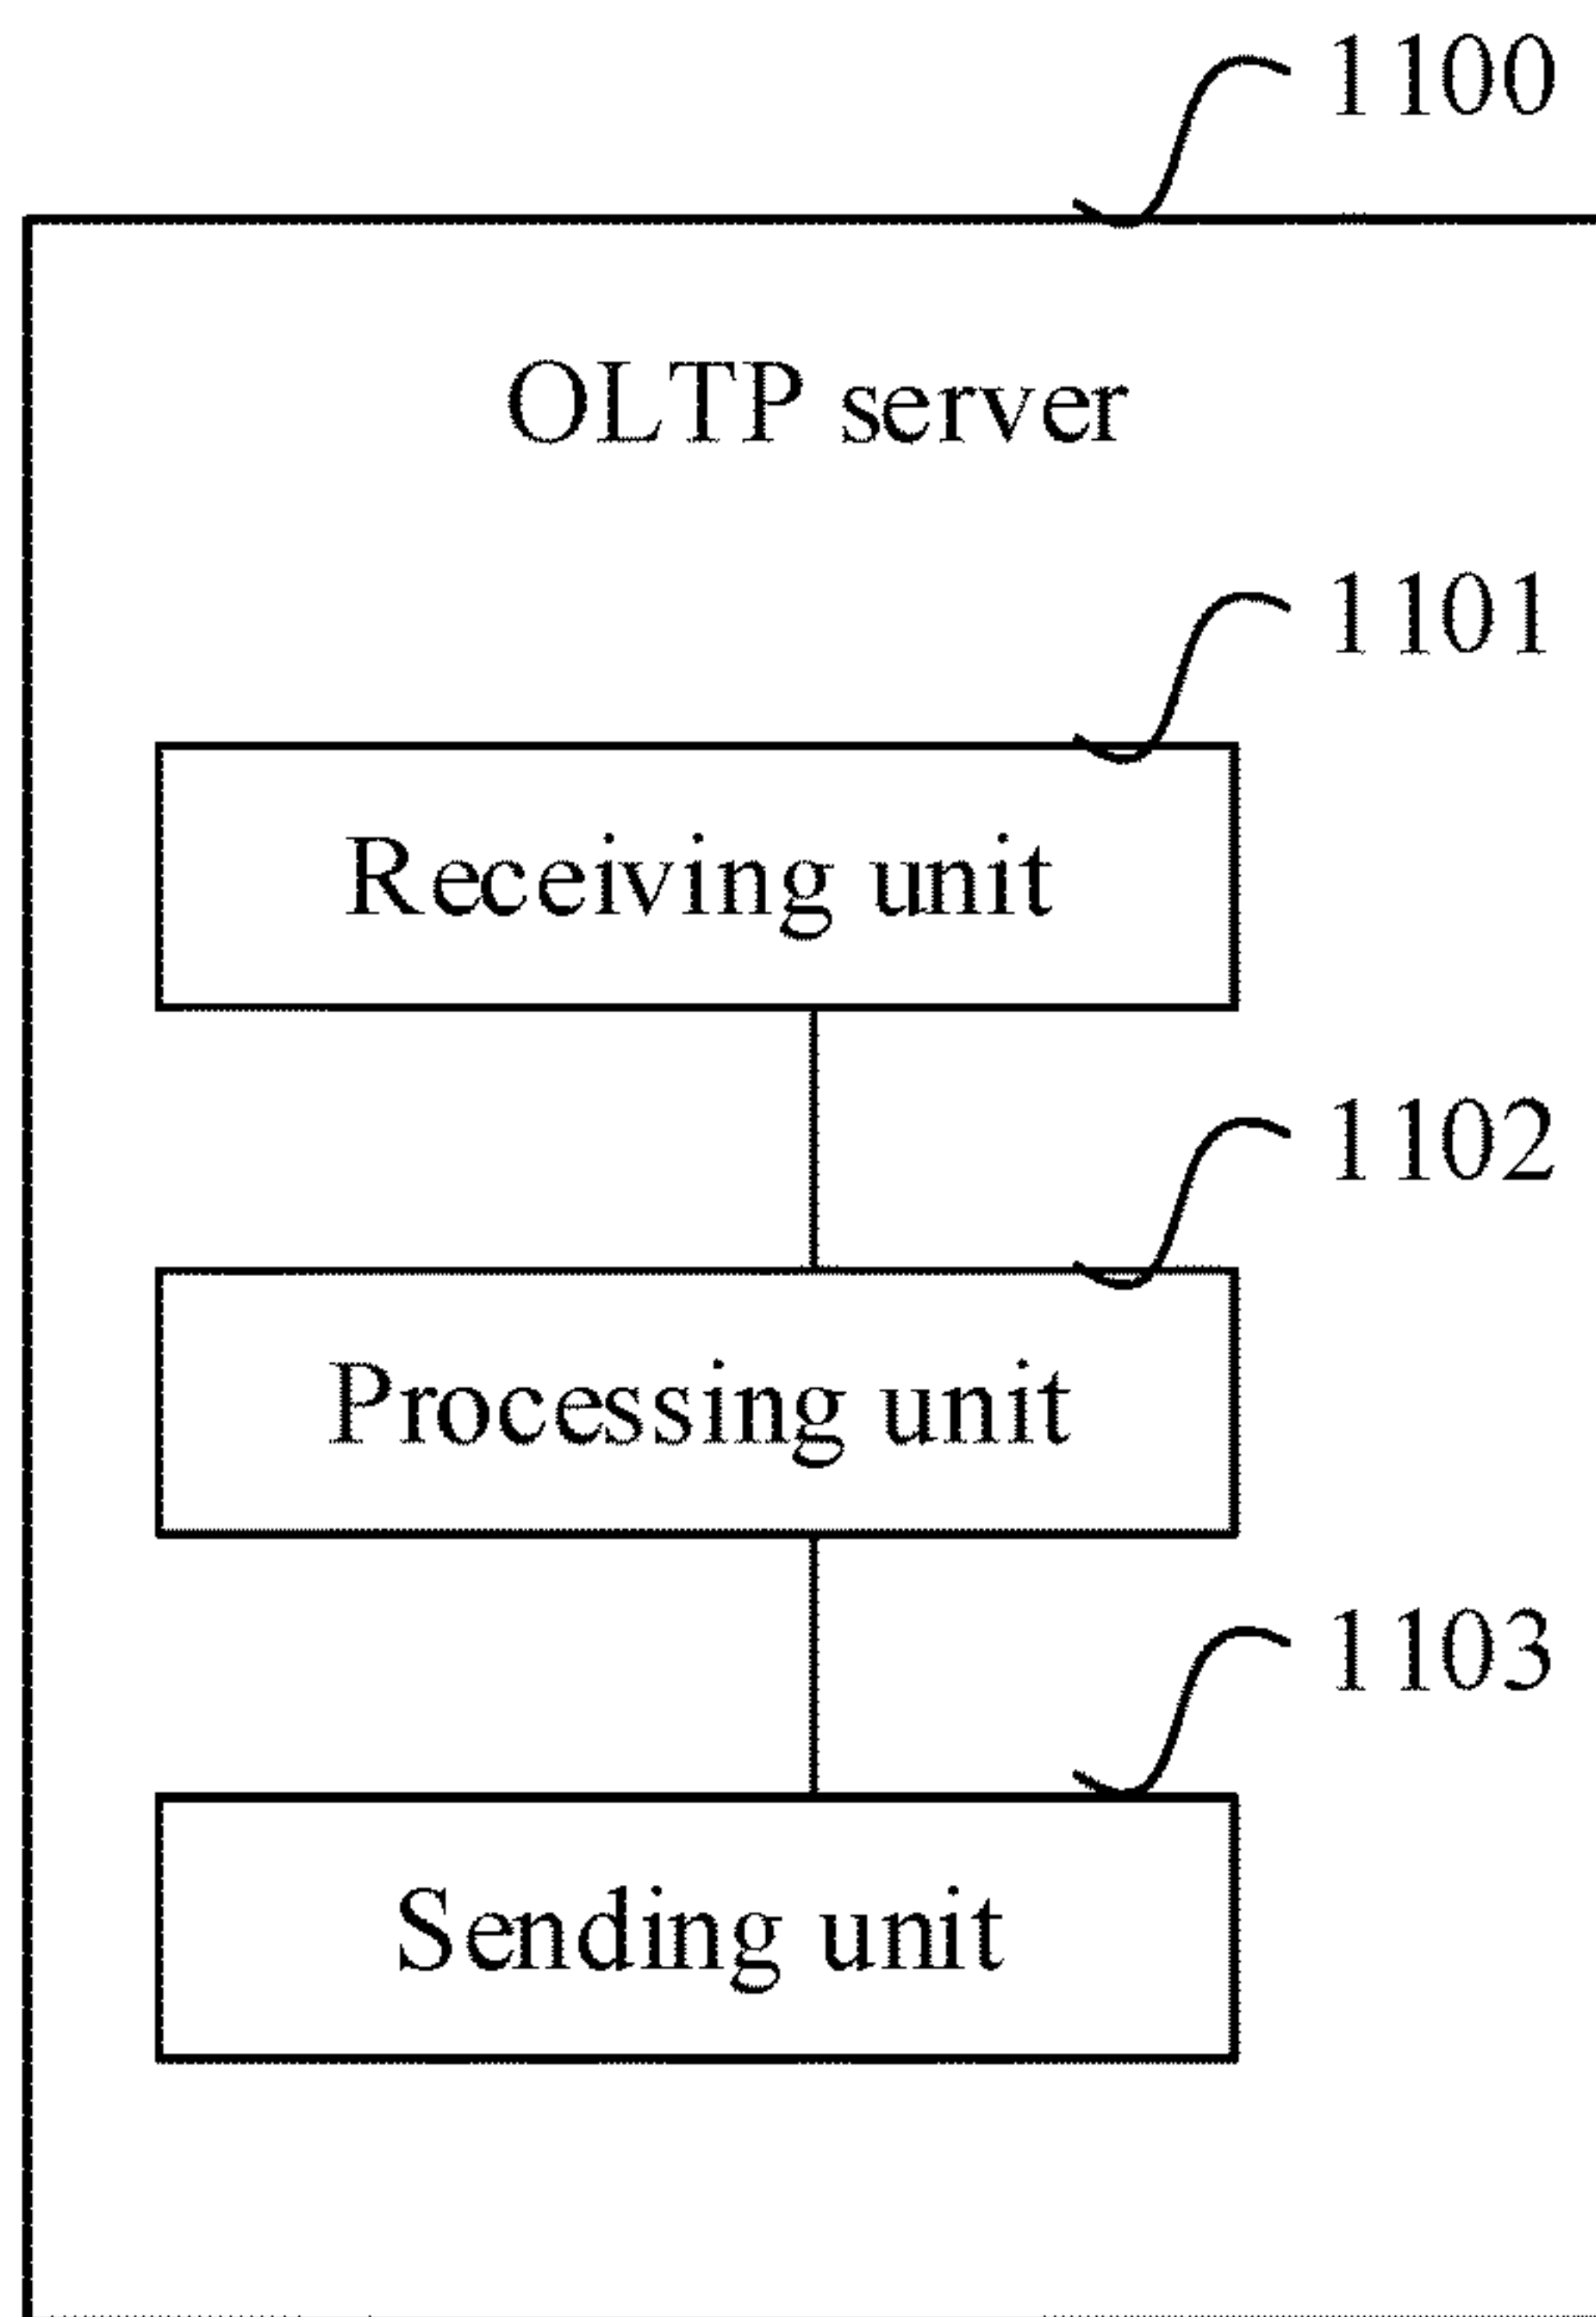 1100
OLTP server
1101
Receiving unit
1102
Processing unit
1103
Sending unit